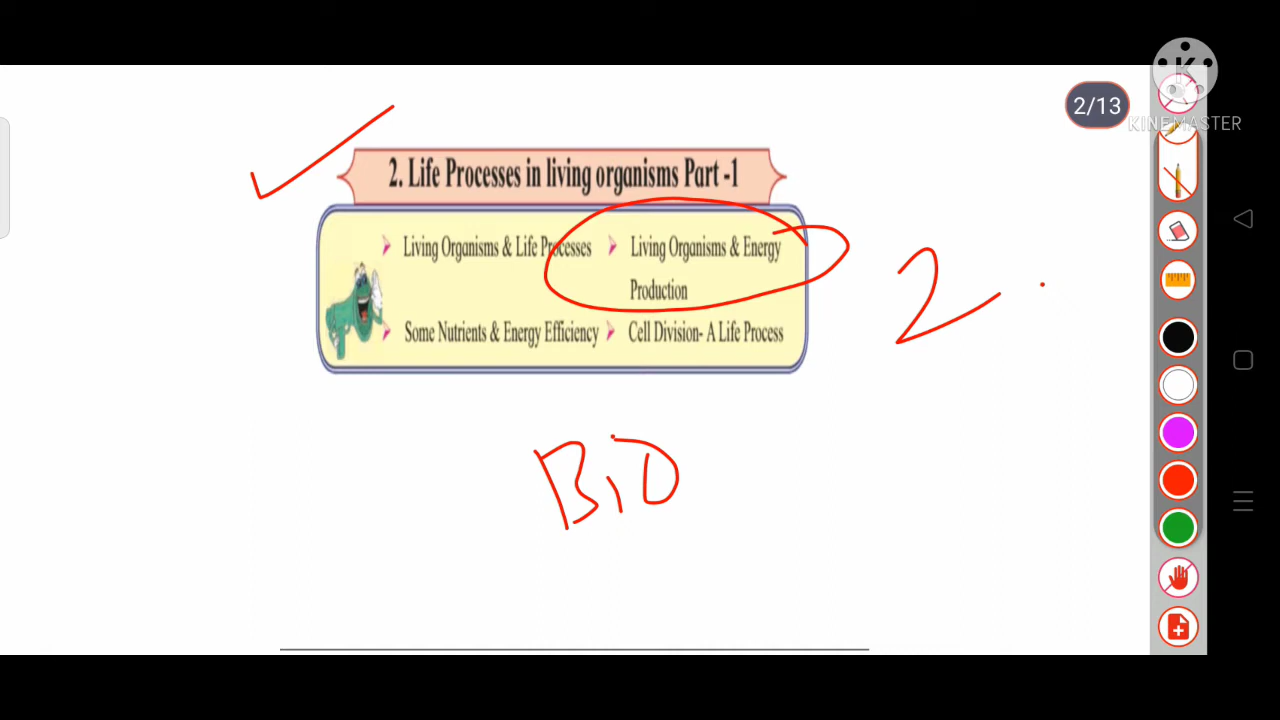 2/13
KINEMASTER
2. Life Processes in living organisms Part -1
Living Organisms & Life Processes
Living Organisms & Energy
Production
Some Nutrients & Energy Efficiency
Cell Division- A Life Process
2
BiO